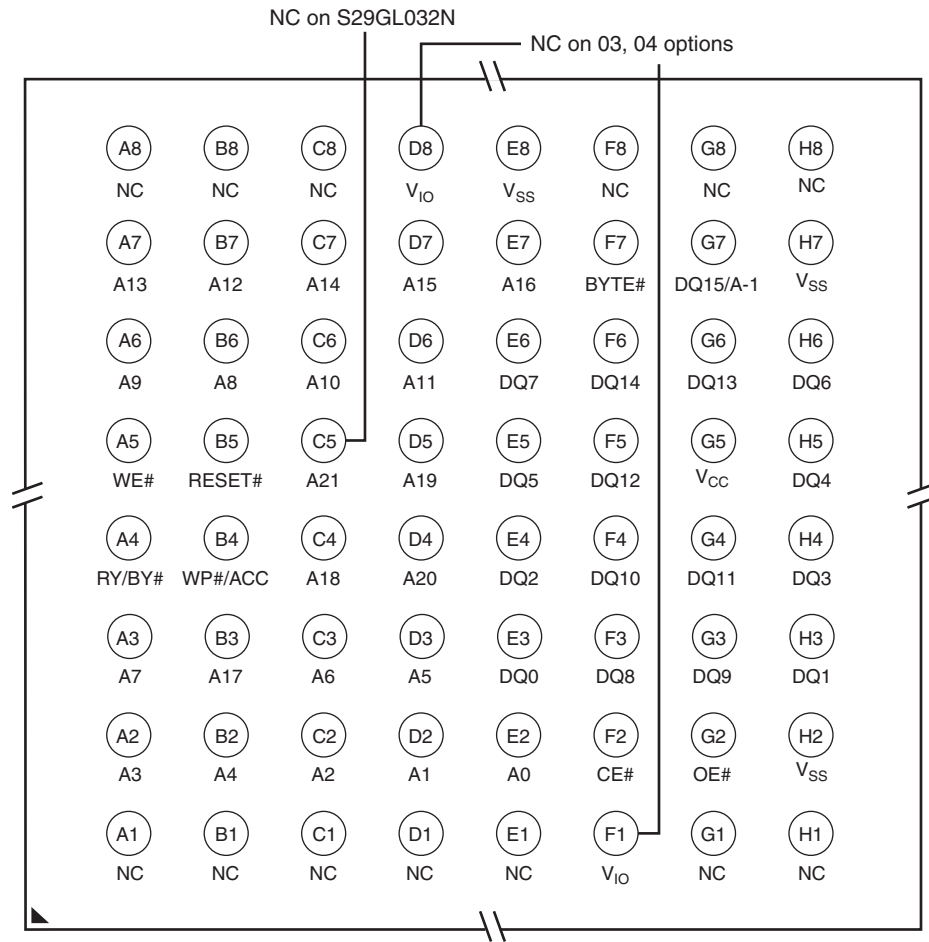 NC on S29GL032N
NC on 03, 04 options
A8 B8 C8 D8 E8 F8 G8 H8
NC NC NC VIO VSS NC NC NC
A7 B7 C7 D7 E7 F7 G7 H7
A13 A12 A14 A15 A16 BYTE# DQ15/A-1 VSS
A6 B6 C6 D6 E6 F6 G6 H6
A9 A8 A10 A11 DQ7 DQ14 DQ13 DQ6
A5 B5 C5 D5 E5 F5 G5 H5
WE# RESET# A21 A19 DQ5 DQ12 VCC DQ4
A4 B4 C4 D4 E4 F4 G4 H4
RY/BY# WP#/ACC A18 A20 DQ2 DQ10 DQ11 DQ3
A3 B3 C3 D3 E3 F3 G3 H3
A7 A17 A6 A5 DQ0 DQ8 DQ9 DQ1
A2 B2 C2 D2 E2 F2 G2 H2
A3 A4 A2 A1 A0 CE# OE# VSS
A1 B1 C1 D1 E1 F1 G1 H1
NC NC NC NC NC VIO NC NC